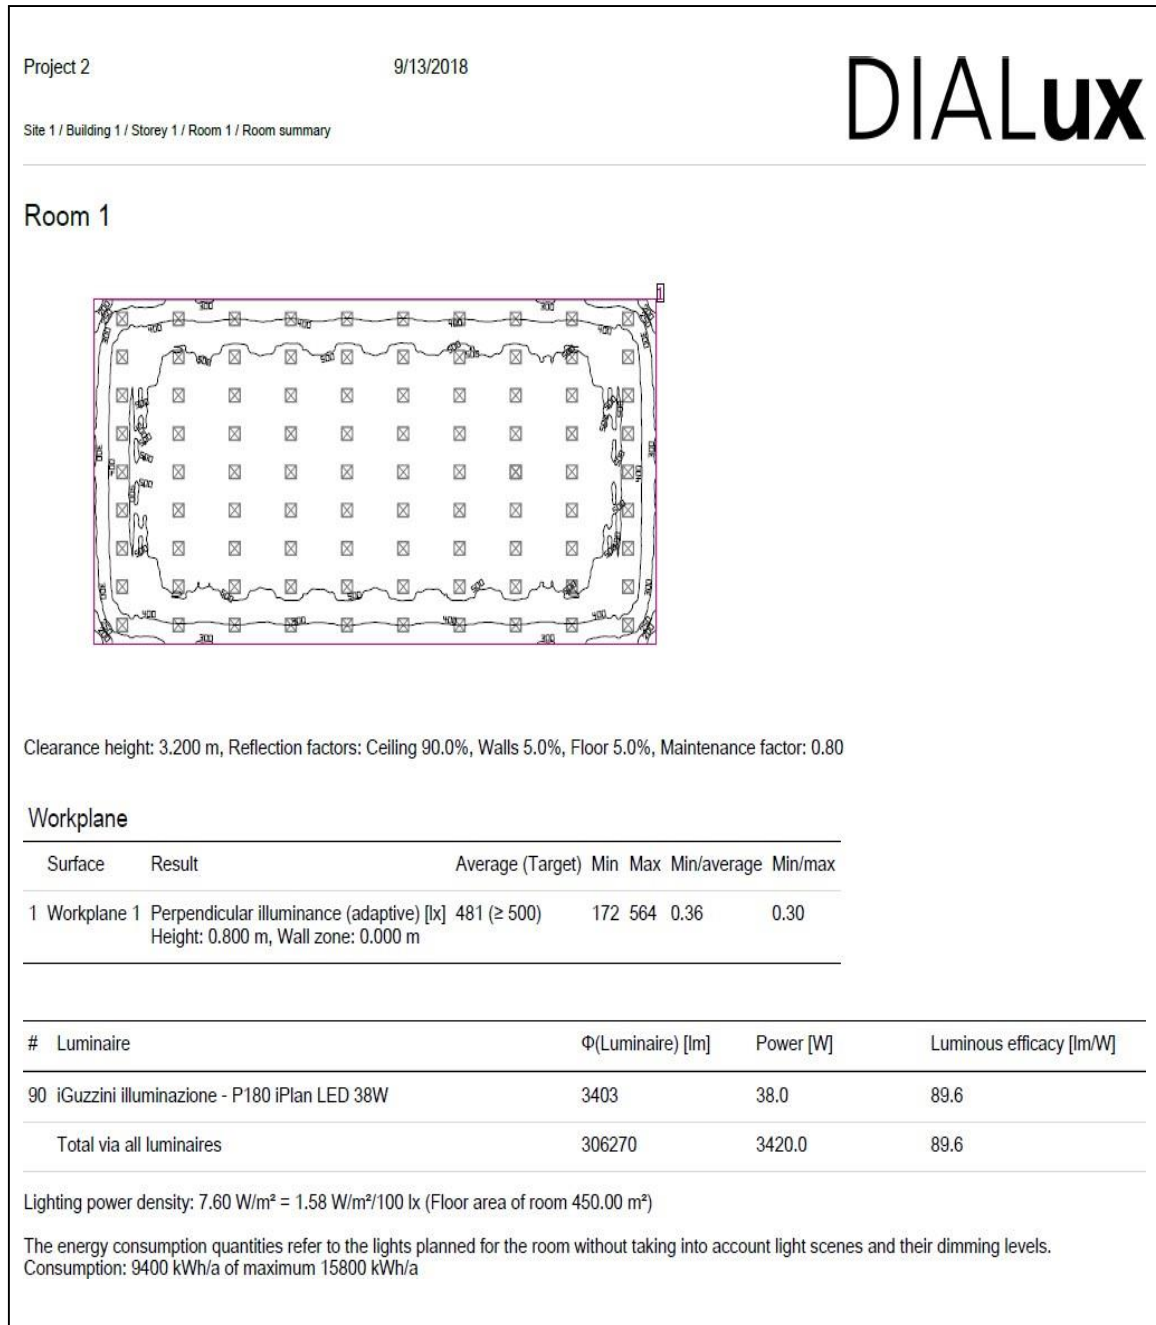 Project 2 9/13/2018
DIALux
Site 1 / Building 1 / Storey 1 / Room 1 / Room summary
Room 1
1
Clearance height: 3.200 m, Reflection factors: Ceiling 90.0%, Walls 5.0%, Floor 5.0%, Maintenance factor: 0.80
Workplane
Surface Result Average (Target) Min Max Min/average Min/max
1 Workplane 1 Perpendicular illuminance (adaptive) [lx] 481 (≥ 500) 172 564 0.36 0.30
Height: 0.800 m, Wall zone: 0.000 m
# Luminaire Φ(Luminaire) [lm] Power [W] Luminous efficacy [lm/W]
90 iGuzzini illuminazione - P180 iPlan LED 38W 3403 38.0 89.6
Total via all luminaires 306270 3420.0 89.6
Lighting power density: 7.60 W/m² = 1.58 W/m²/100 lx (Floor area of room 450.00 m²)
The energy consumption quantities refer to the lights planned for the room without taking into account light scenes and their dimming levels.
Consumption: 9400 kWh/a of maximum 15800 kWh/a